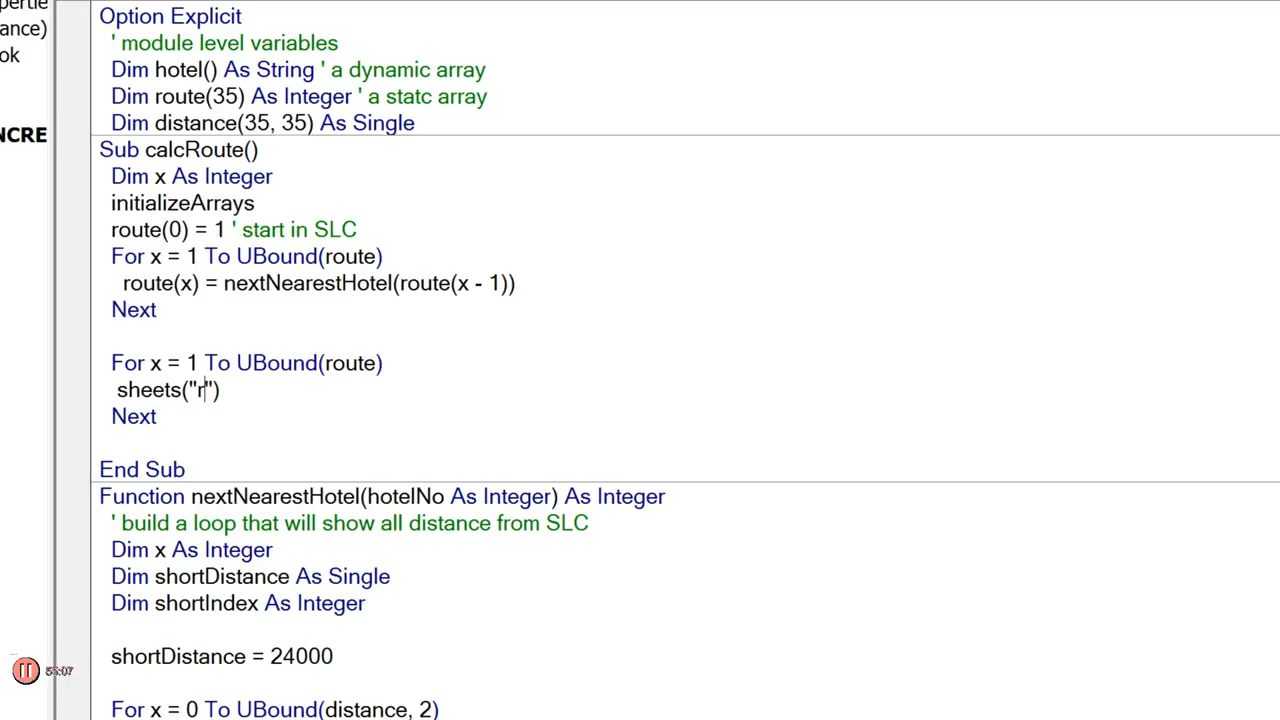 ance)
ok
NCRE
Option Explicit
' module level variables
Dim hotel() As String ' a dynamic array
Dim route(35) As Integer ' a statc array
Dim distance(35, 35) As Single
Sub calcRoute()
Dim x As Integer
initializeArrays
route(0) = 1 ' start in SLC
For x = 1 To UBound(route)
route(x) = nextNearestHotel(route(x - 1))
Next
For x = 1 To UBound(route)
sheets("r")
Next
End Sub
Function nextNearestHotel(hotelNo As Integer) As Integer
' build a loop that will show all distance from SLC
Dim x As Integer
Dim shortDistance As Single
Dim shortIndex As Integer
shortDistance = 24000
For x = 0 To UBound(distance, 2)